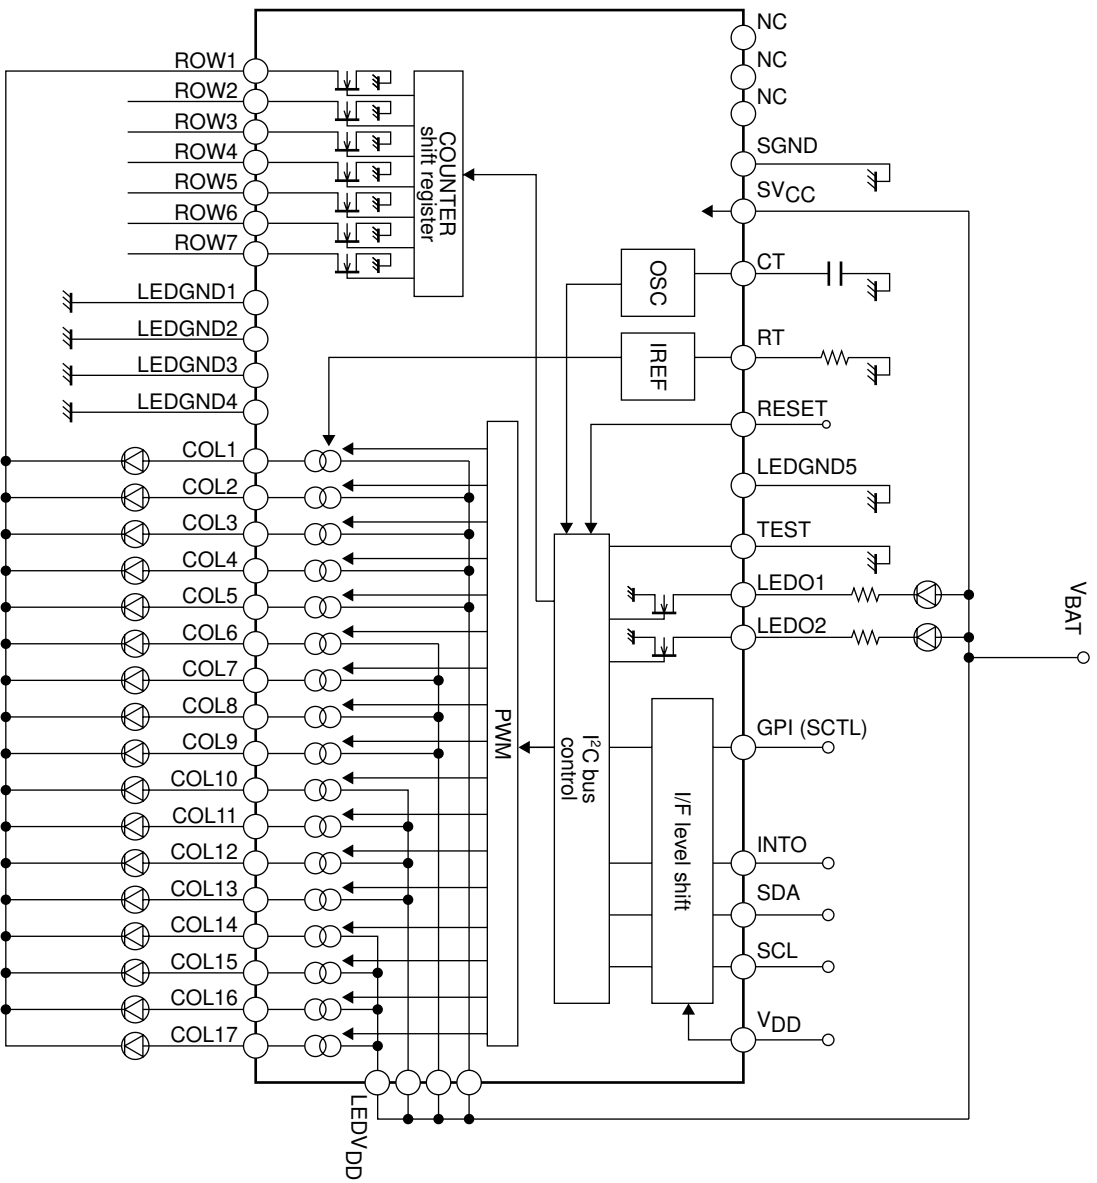 NC
NC
NC
SGND
SVCC
CT
RT
RESET
LEDGND5
TEST
LEDO1
LEDO2
GPI (SCTL)
INTO
SDA
SCL
VDD
VBAT
ROW1
ROW2
ROW3
ROW4
ROW5
ROW6
ROW7
LEDGND1
LEDGND2
LEDGND3
LEDGND4
COL1
COL2
COL3
COL4
COL5
COL6
COL7
COL8
COL9
COL10
COL11
COL12
COL13
COL14
COL15
COL16
COL17
COUNTER
shift register
OSC
IREF
PWM
I²C bus
control
I/F level shift
LEDVDD